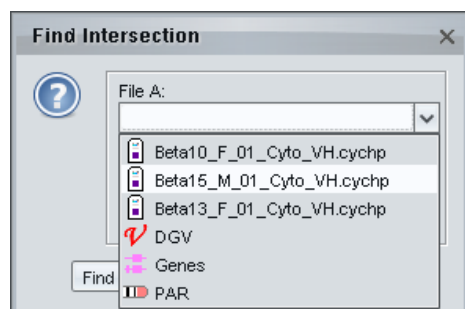 Find Intersection
File A:
Beta10_F_01_Cyto_VH.cychp
Beta15_M_01_Cyto_VH.cychp
Beta13_F_01_Cyto_VH.cychp
DGV
Genes
Find
PAR